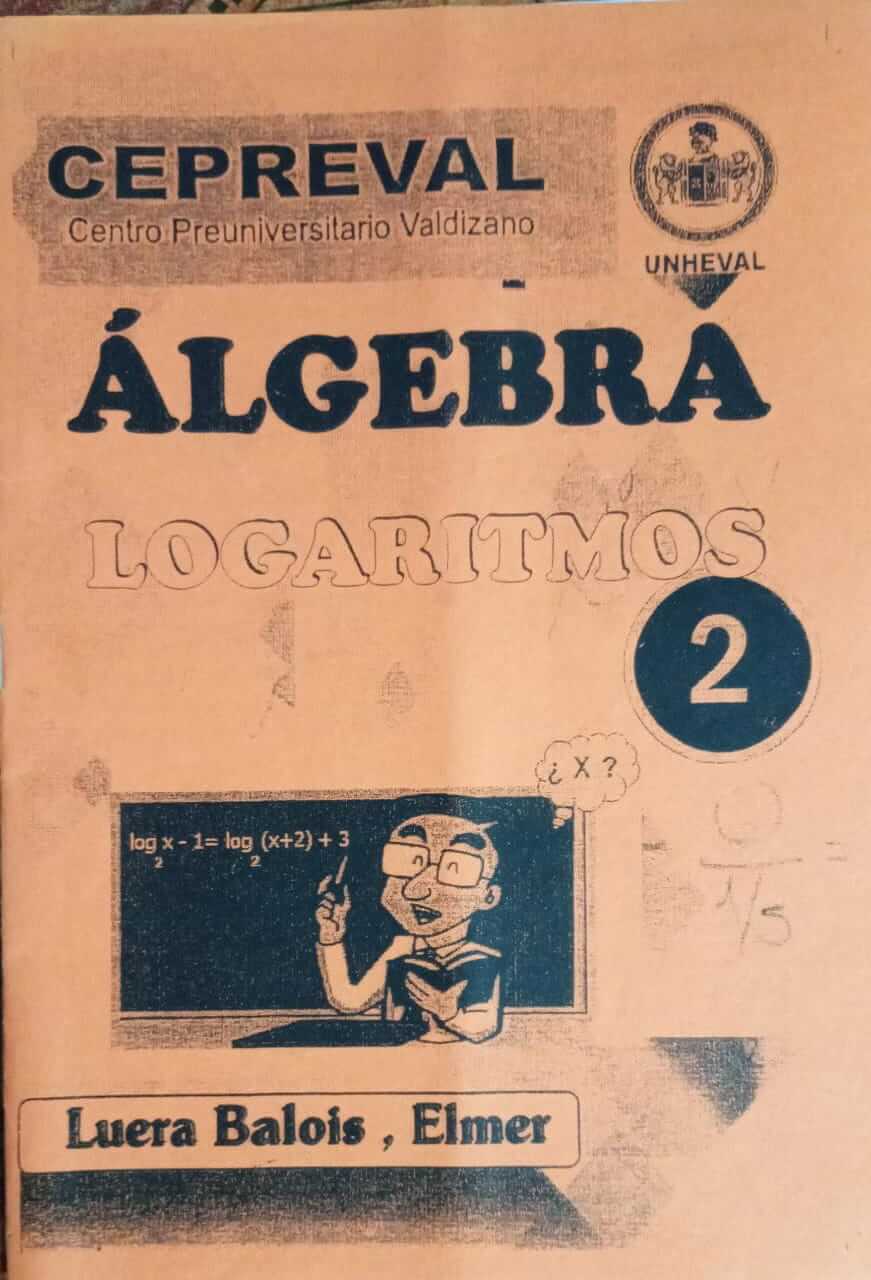 CEPREVAL
Centro Preuniversitario Valdizano
UNHEVAL
ÁLGEBRA
LOGARITMOS
2
¿ X ?
log x - 1= log (x+2) + 3
2 2
Luera Balois , Elmer